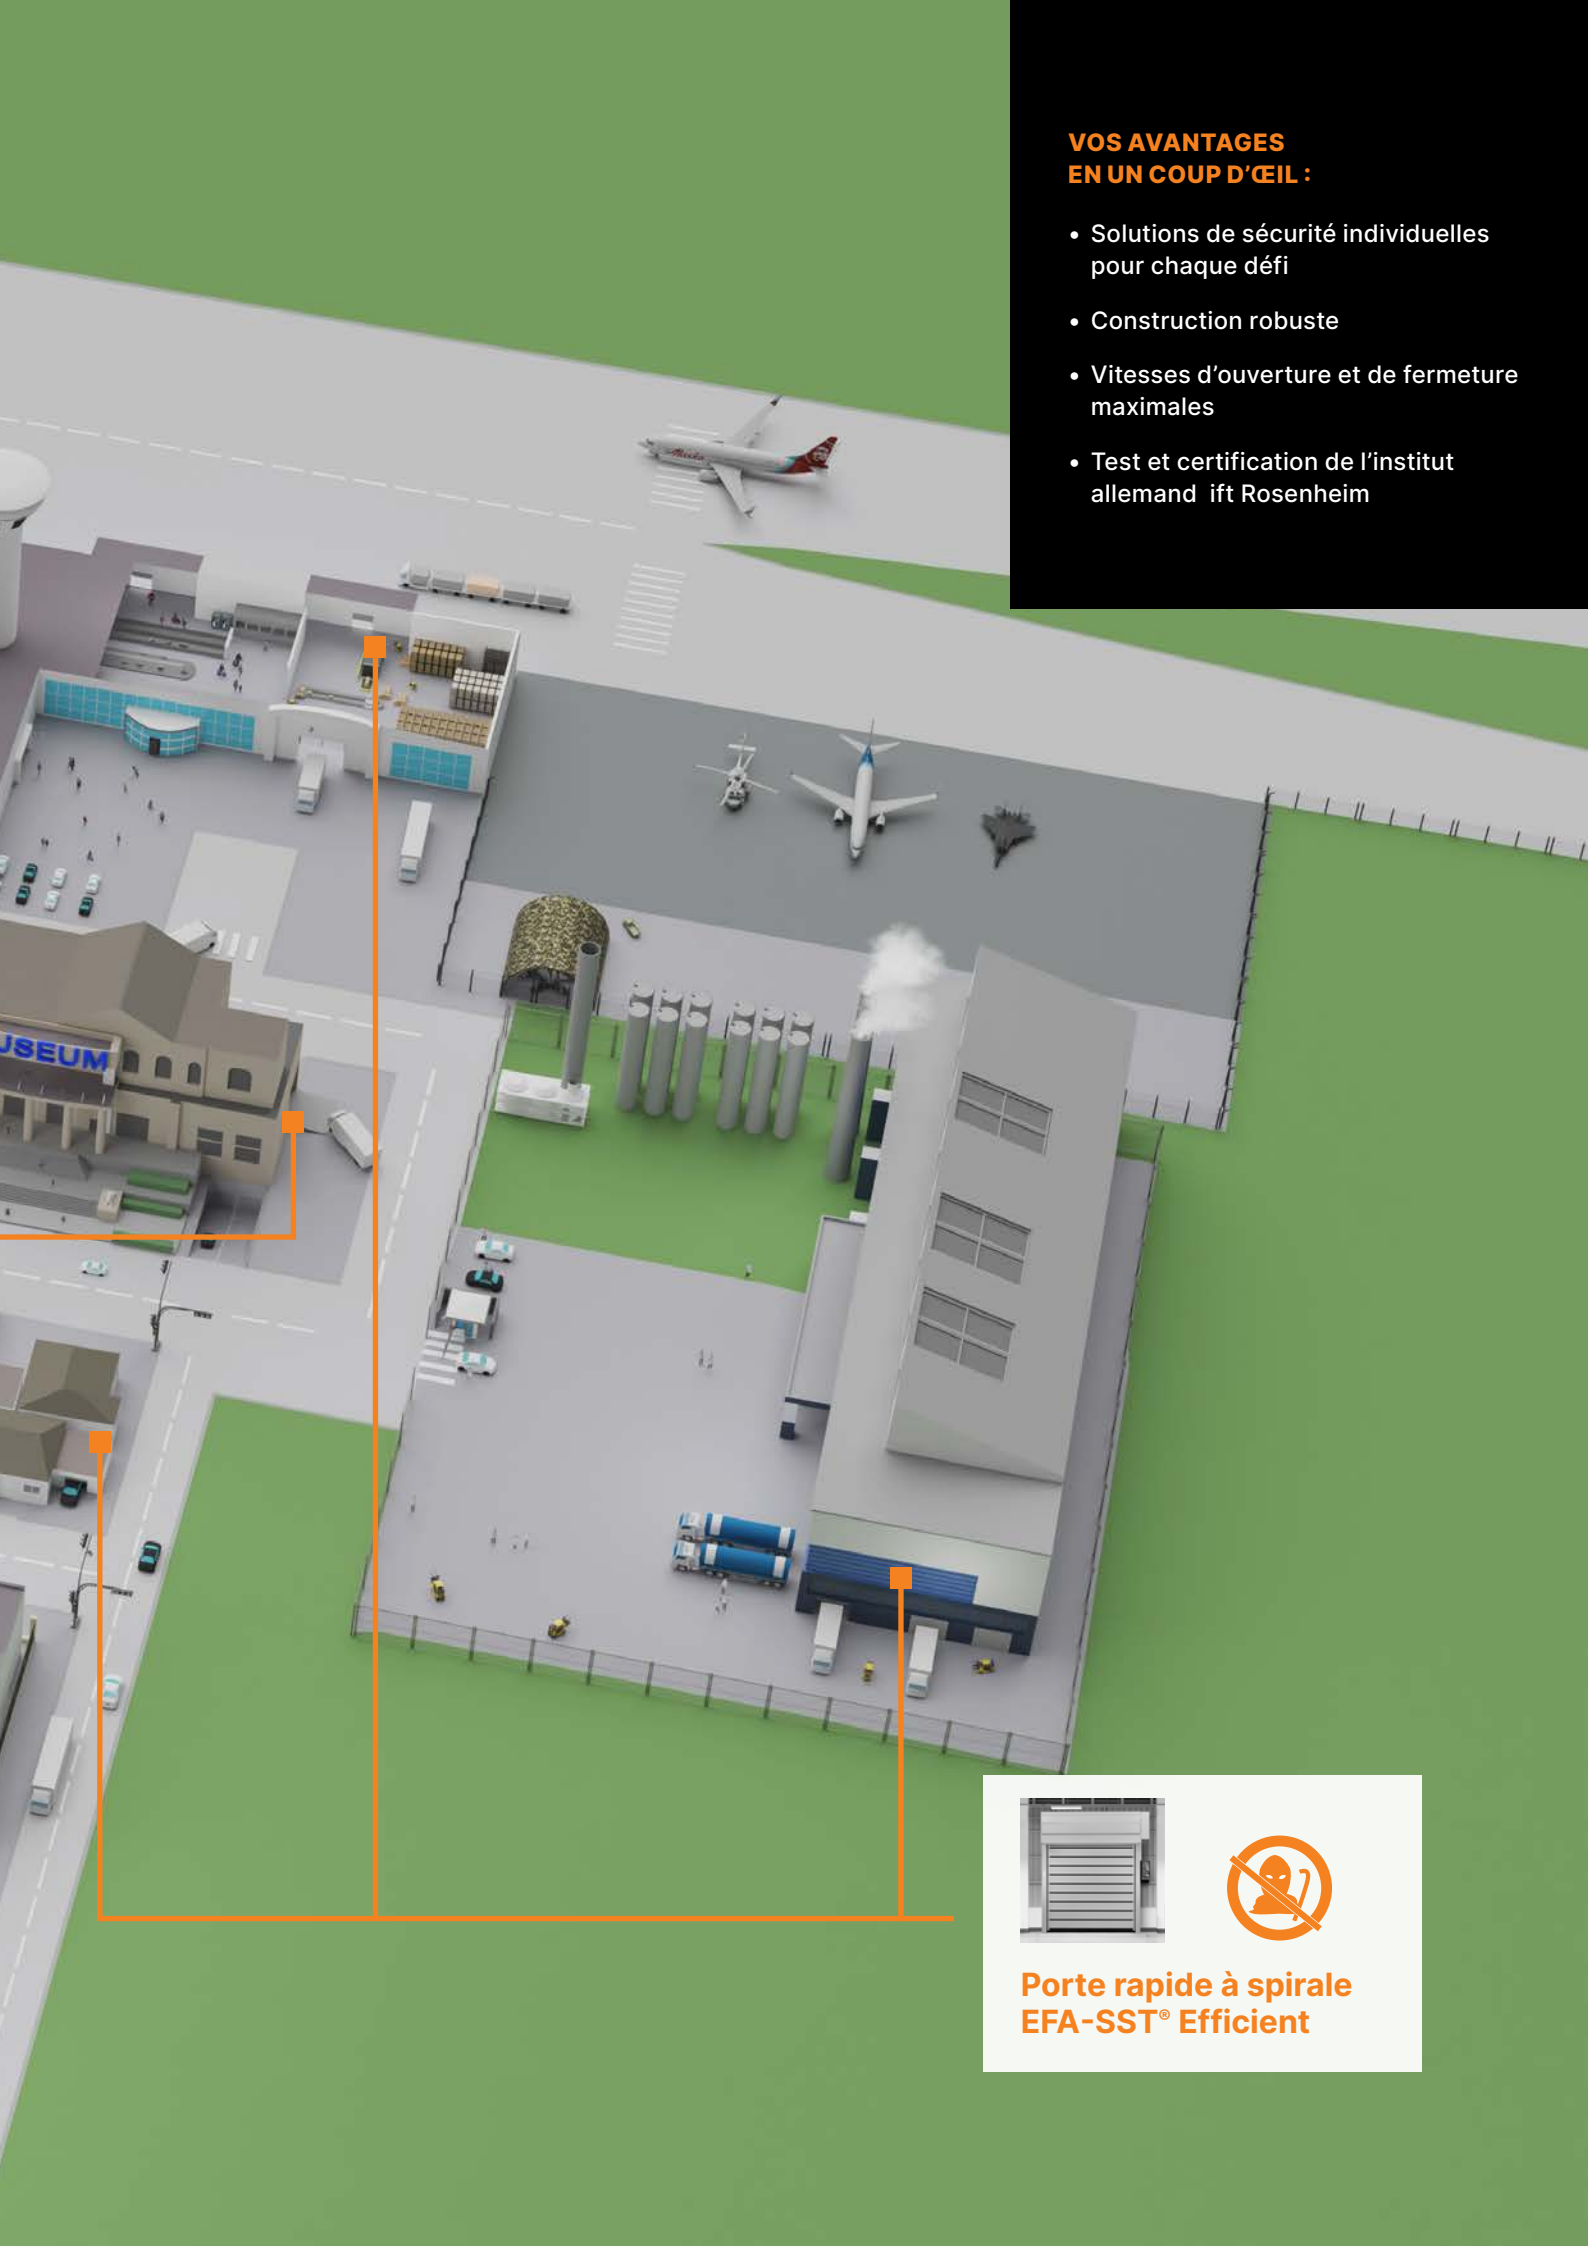 VOS AVANTAGES
EN UN COUP D’ŒIL :
• Solutions de sécurité individuelles
pour chaque défi
• Construction robuste
• Vitesses d’ouverture et de fermeture
maximales
• Test et certification de l’institut
allemand  ift Rosenheim
Alaska
USEUM
Porte rapide à spirale
EFA-SST® Efficient